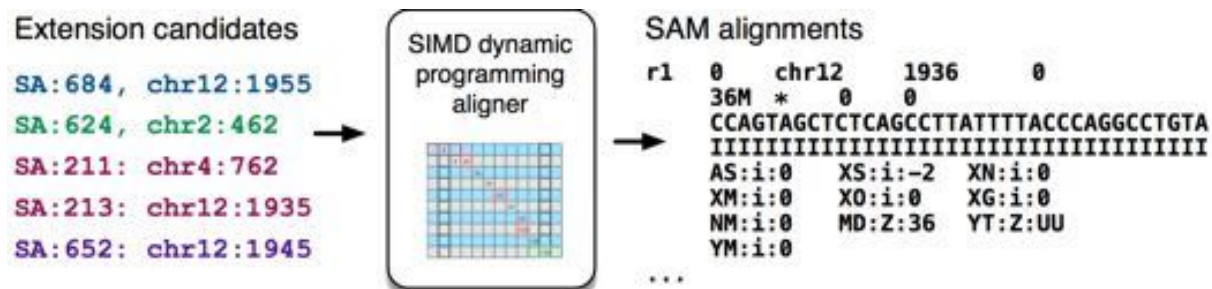 Extension candidates
SA:684, chr12:1955
SA:624, chr2:462
SA:211: chr4:762
SA:213: chr12:1935
SA:652: chr12:1945
SIMD dynamic
programming
aligner
SAM alignments
r1 0 chr12 1936 0
36M * 0 0
CCAGTAGCTCTCAGCCTTATTTTACCCAGGCCTGTA
IIIIIIIIIIIIIIIIIIIIIIIIIIIIIIIIIIII
AS:i:0 XS:i:-2 XN:i:0
XM:i:0 XO:i:0 XG:i:0
NM:i:0 MD:Z:36 YT:Z:UU
YM:i:0
...